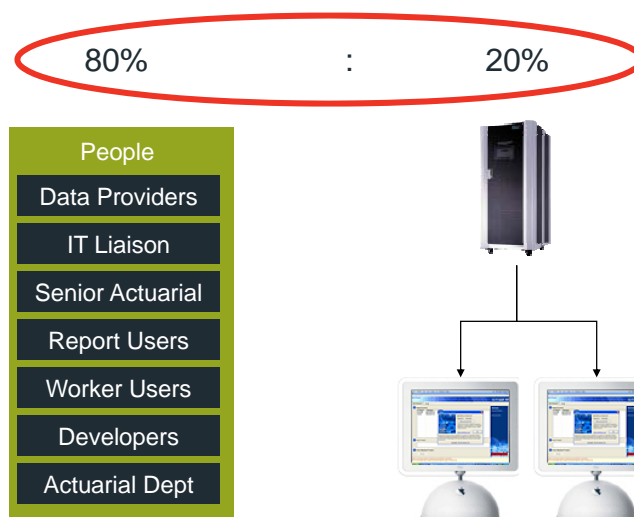 80% : 20%
People
Data Providers
IT Liaison
Senior Actuarial
Report Users
Worker Users
Developers
Actuarial Dept